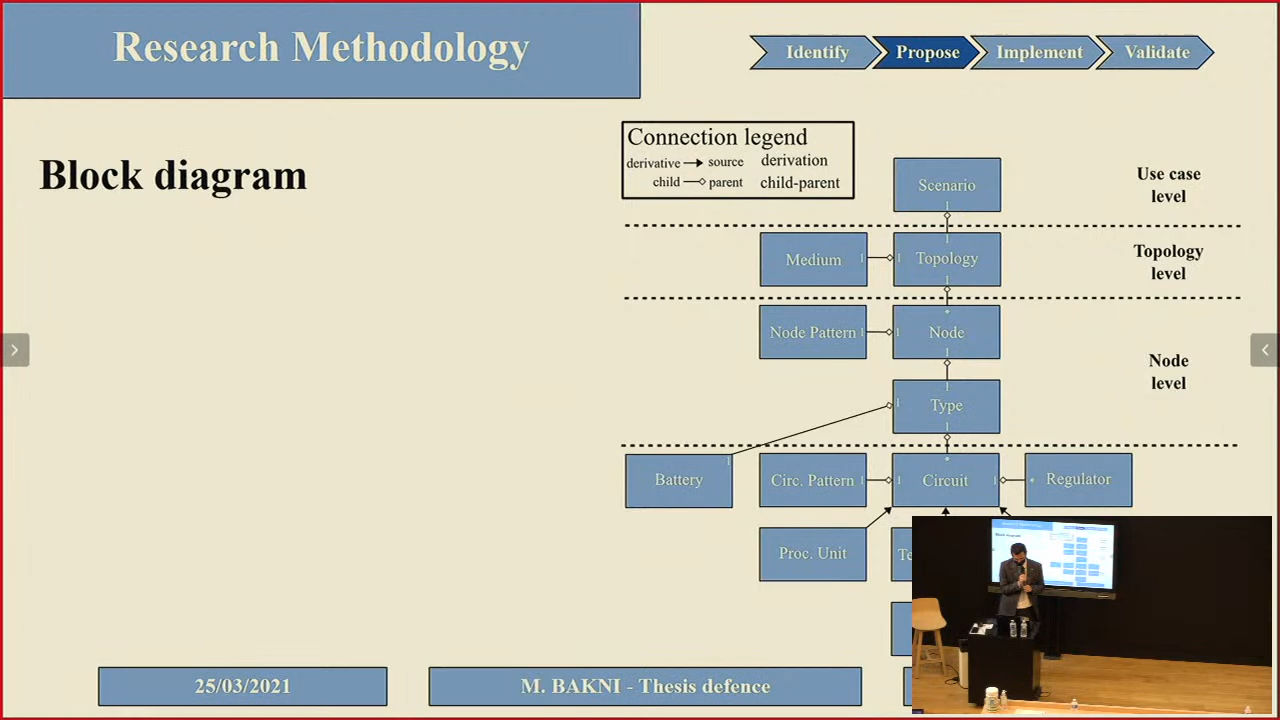 Research Methodology
Identify
Propose
Implement
Validate
Block diagram
Connection legend
derivative source derivation
child parent child-parent
Scenario
Use case
level
Medium
Topology
Topology
level
Node Pattern
Node
Node
level
Type
Battery
Circ. Pattern
Circuit
Regulator
Proc. Unit
25/03/2021
M. BAKNI - Thesis defence